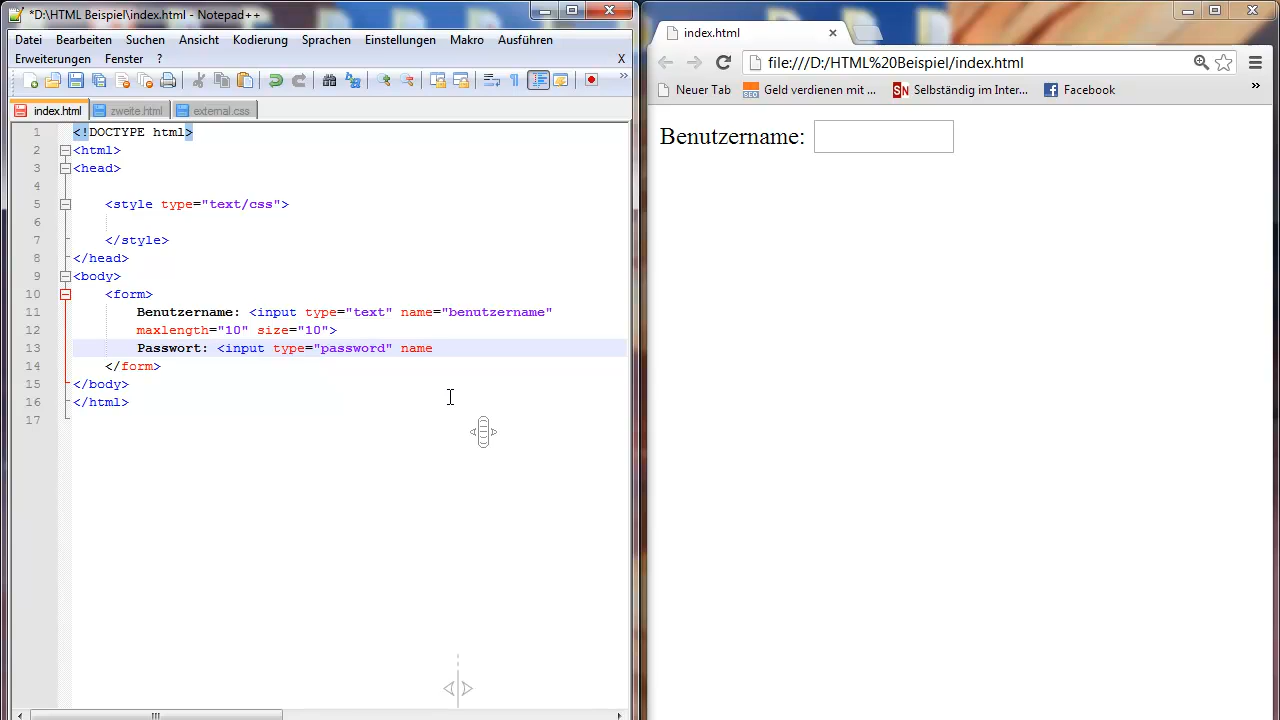 *D:\HTML Beispiel\index.html - Notepad++
Datei Bearbeiten Suchen Ansicht Kodierung Sprachen Einstellungen Makro Ausführen
Erweiterungen Fenster ? X
index.html zweite.html external.css
1 <!DOCTYPE html>
2 <html>
3 <head>
4
5 <style type="text/css">
6
7 </style>
8 </head>
9 <body>
10 <form>
11 Benutzername: <input type="text" name="benutzername"
12 maxlength="10" size="10">
13 Passwort: <input type="password" name
14 </form>
15 </body>
16 </html>
17
index.html
file:///D:/HTML%20Beispiel/index.html
Neuer Tab SEO Geld verdienen mit ... SN Selbständig im Inter... Facebook »
Benutzername: